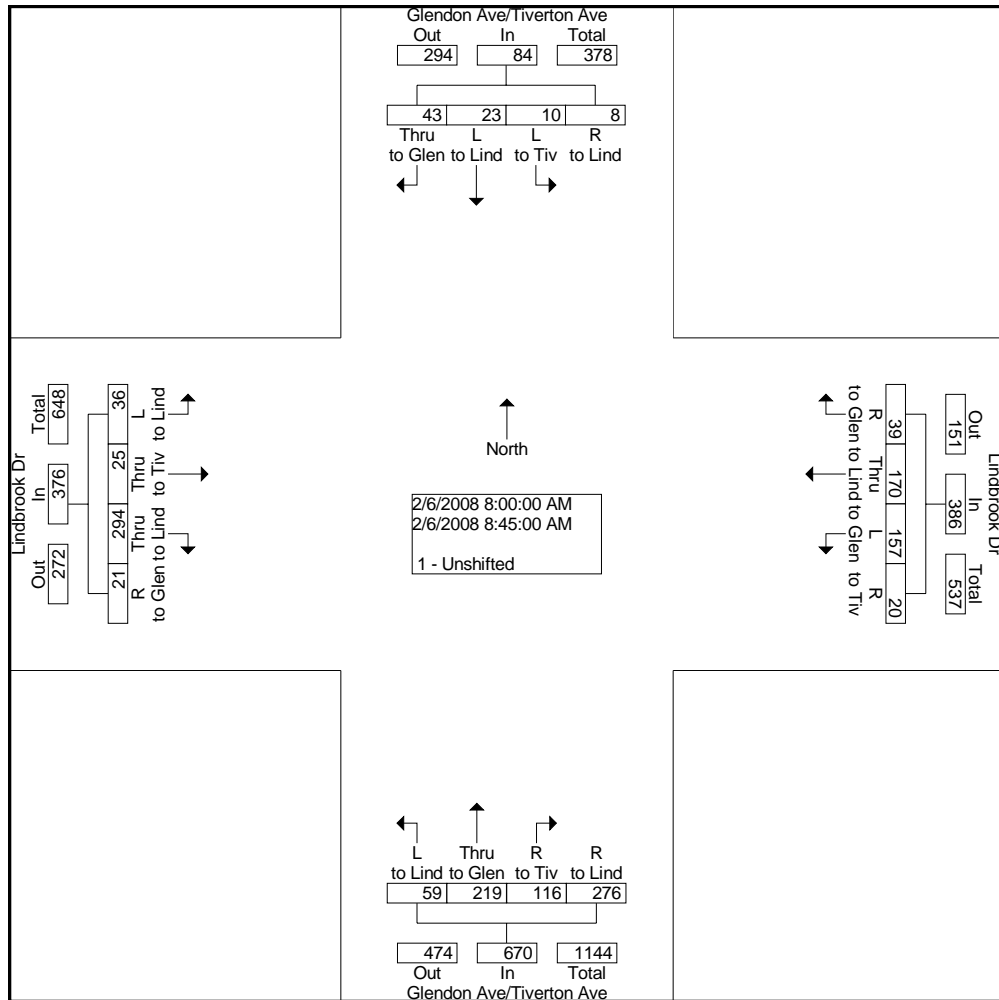 Glendon Ave/Tiverton Ave
Out In Total
294 84 378
43 23 10 8
Thru L L R
to Glen to Lind to Tiv to Lind
Lindbrook Dr
Total In Out
648 376 272
36 25 294 21
L Thru Thru R
to Lind to Tiv to Lind to Glen
North
2/6/2008 8:00:00 AM
2/6/2008 8:45:00 AM
1 - Unshifted
R Thru L R
to Glen to Lind to Glen to Tiv
39 170 157 20
Out In Total
151 386 537
Lindbrook Dr
L Thru R R
to Lind to Glen to Tiv to Lind
59 219 116 276
474 670 1144
Out In Total
Glendon Ave/Tiverton Ave